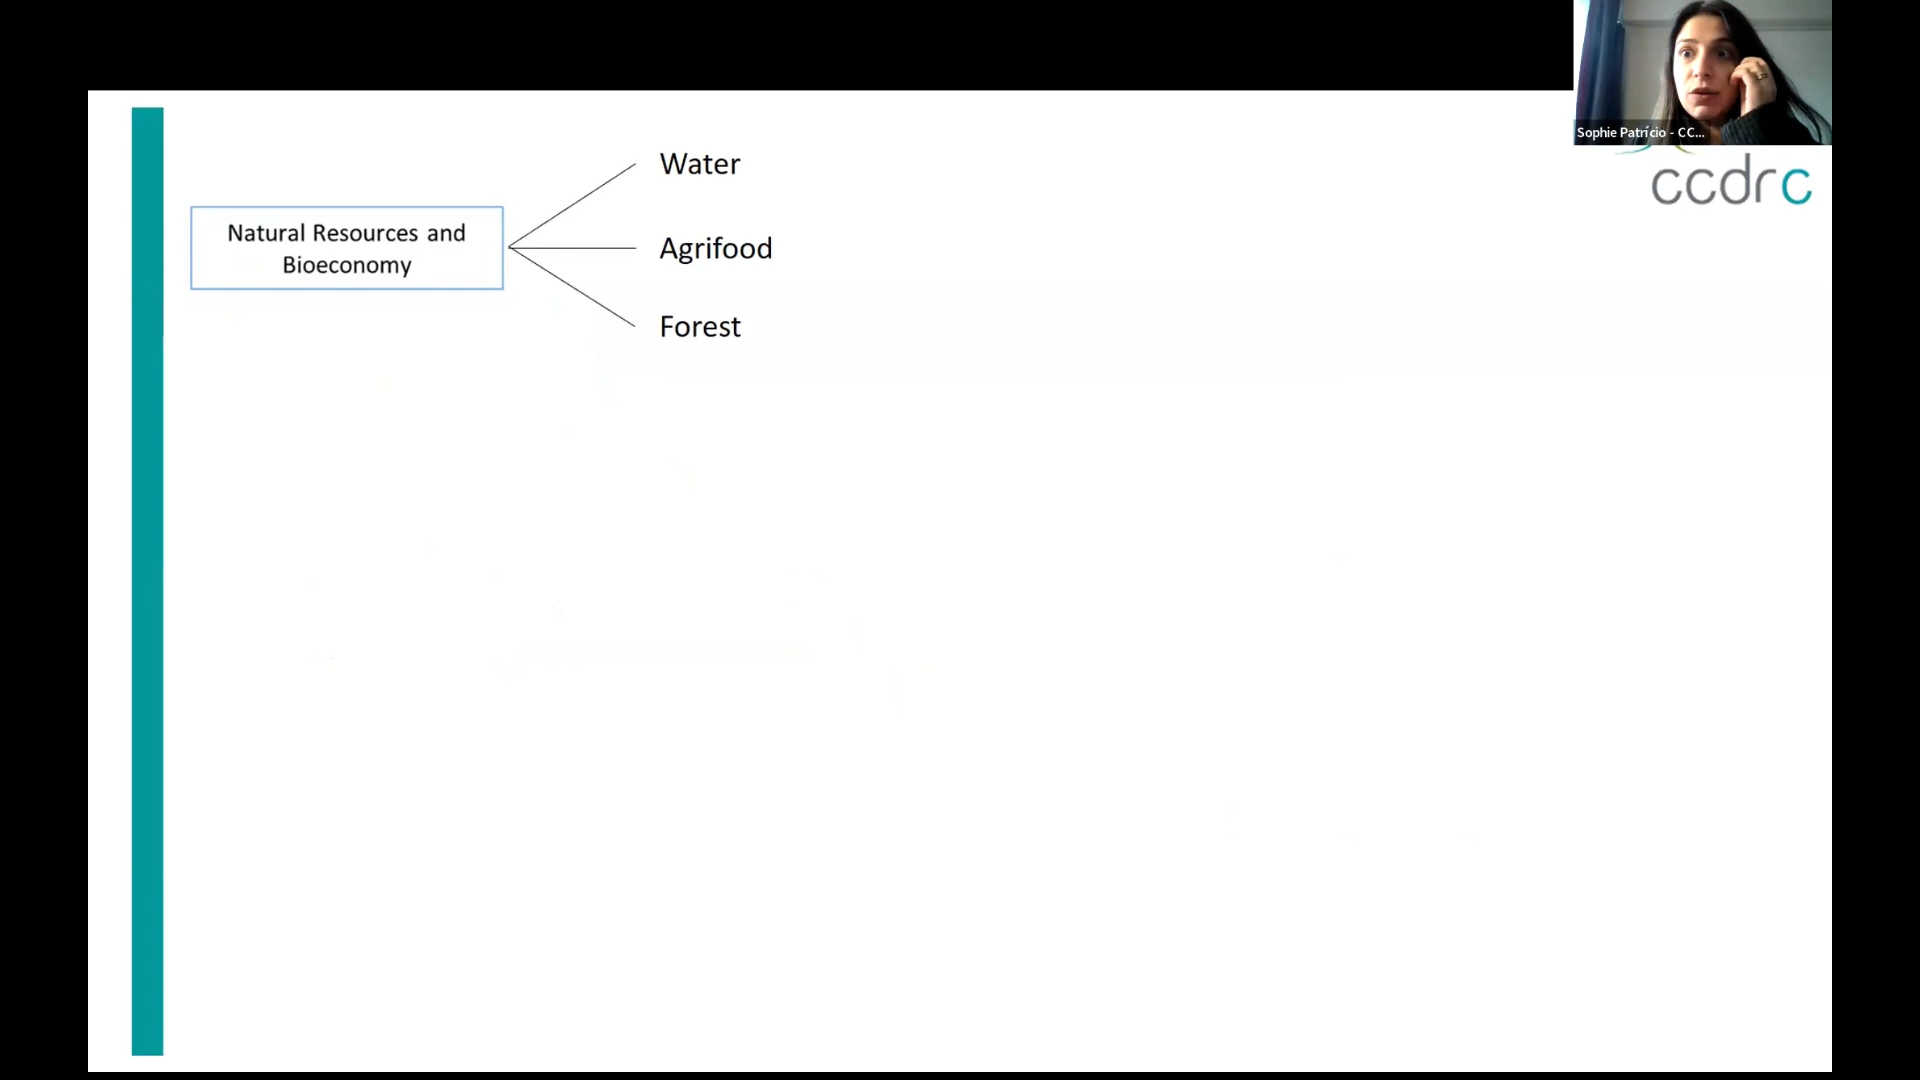 Sophie Patrício - CC...
ccdrc
Water
Natural Resources and
Bioeconomy
Agrifood
Forest